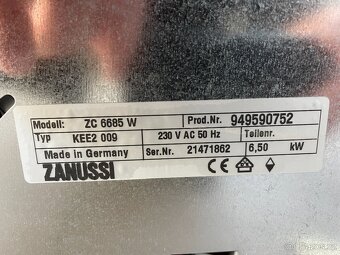 Modell: ZC 6685 W Prod.Nr. 949590752
Typ KEE2 009 230 V AC 50 Hz Teilenr.
Made in Germany Ser.Nr. 21471862 6,50 kW
ZANUSSI CE